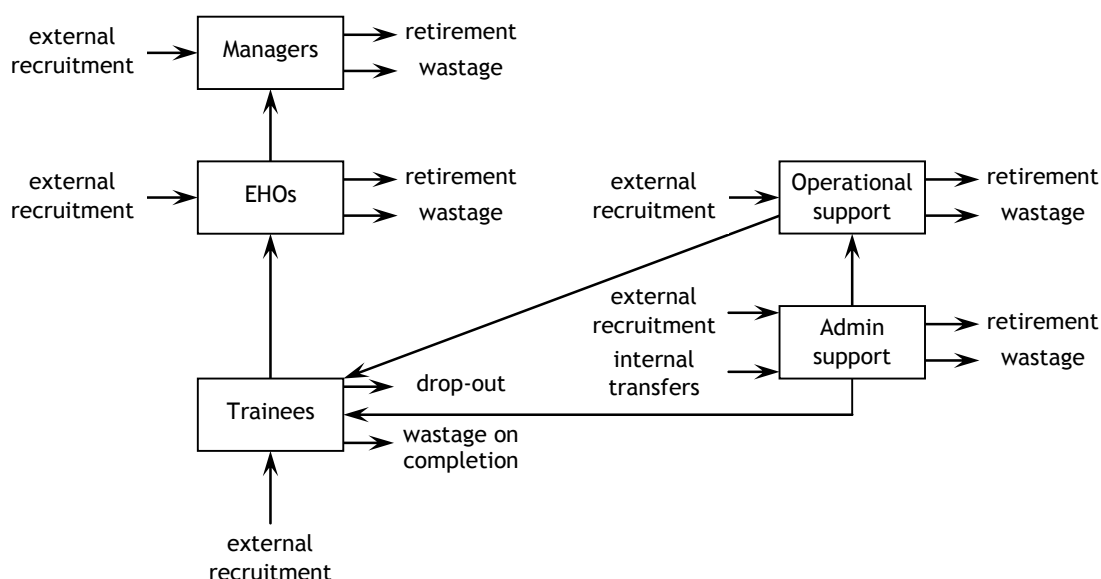 external
recruitment
Managers
retirement
wastage
external
recruitment
EHOs
retirement
wastage
external
recruitment
Operational
support
retirement
wastage
external
recruitment
internal
transfers
Admin
support
retirement
wastage
Trainees
drop-out
wastage on
completion
external
recruitment